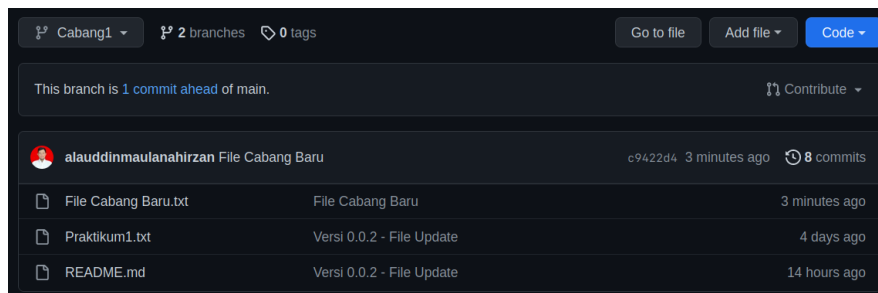 Cabang1 2 branches 0 tags Go to file Add file Code
This branch is 1 commit ahead of main. Contribute
alauddinmaulanahirzan File Cabang Baru c9422d4 3 minutes ago 8 commits
File Cabang Baru.txt File Cabang Baru 3 minutes ago
Praktikum1.txt Versi 0.0.2 - File Update 4 days ago
README.md Versi 0.0.2 - File Update 14 hours ago